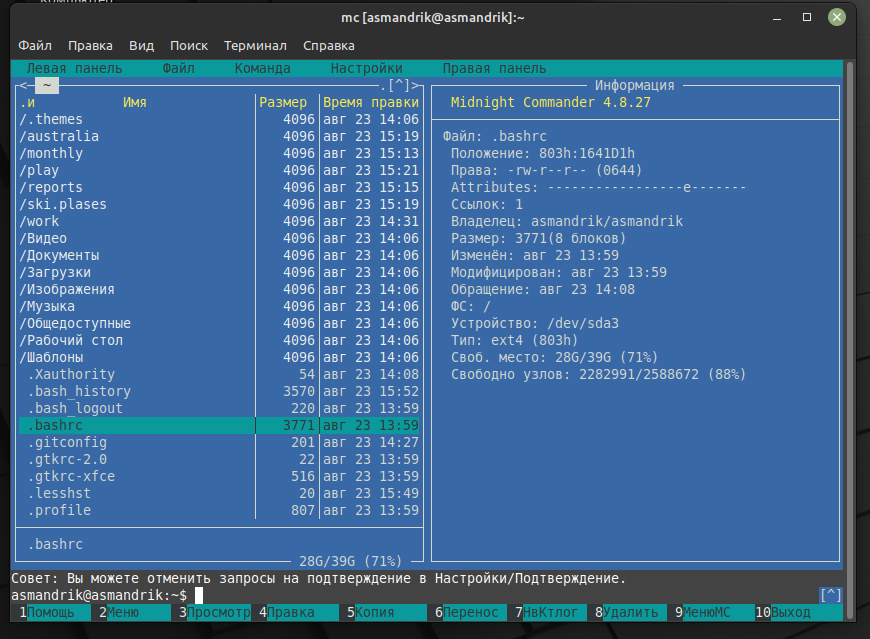 mc [asmandrik@asmandrik]:~
Файл Правка Вид Поиск Терминал Справка
Левая панель Файл Команда Настройки Правая панель
<─ ~ ─.[^]>
.и Имя Размер Время правки
/.themes 4096 авг 23 14:06
/australia 4096 авг 23 15:19
/monthly 4096 авг 23 15:13
/play 4096 авг 23 15:21
/reports 4096 авг 23 15:15
/ski.plases 4096 авг 23 15:19
/work 4096 авг 23 14:31
/Видео 4096 авг 23 14:06
/Документы 4096 авг 23 14:06
/Загрузки 4096 авг 23 14:06
/Изображения 4096 авг 23 14:06
/Музыка 4096 авг 23 14:06
/Общедоступные 4096 авг 23 14:06
/Рабочий стол 4096 авг 23 14:06
/Шаблоны 4096 авг 23 14:06
.Xauthority 54 авг 23 14:08
.bash_history 3570 авг 23 15:52
.bash_logout 220 авг 23 13:59
.bashrc 3771 авг 23 13:59
.gitconfig 201 авг 23 14:27
.gtkrc-2.0 22 авг 23 13:59
.gtkrc-xfce 516 авг 23 13:59
.lesshst 20 авг 23 15:49
.profile 807 авг 23 13:59
.bashrc
28G/39G (71%)
Информация
Midnight Commander 4.8.27
Файл: .bashrc
Положение: 803h:1641D1h
Права: -rw-r--r-- (0644)
Attributes: -----------------e-------
Ссылок: 1
Владелец: asmandrik/asmandrik
Размер: 3771(8 блоков)
Изменён: авг 23 13:59
Модифицирован: авг 23 13:59
Обращение: авг 23 14:08
ФС: /
Устройство: /dev/sda3
Тип: ext4 (803h)
Своб. место: 28G/39G (71%)
Свободно узлов: 2282991/2588672 (88%)
Совет: Вы можете отменить запросы на подтверждение в Настройки/Подтверждение.
asmandrik@asmandrik:~$ [^]
1Помощь 2Меню 3Просмотр 4Правка 5Копия 6Перенос 7НвКтлог 8Удалить 9МенюMC 10Выход